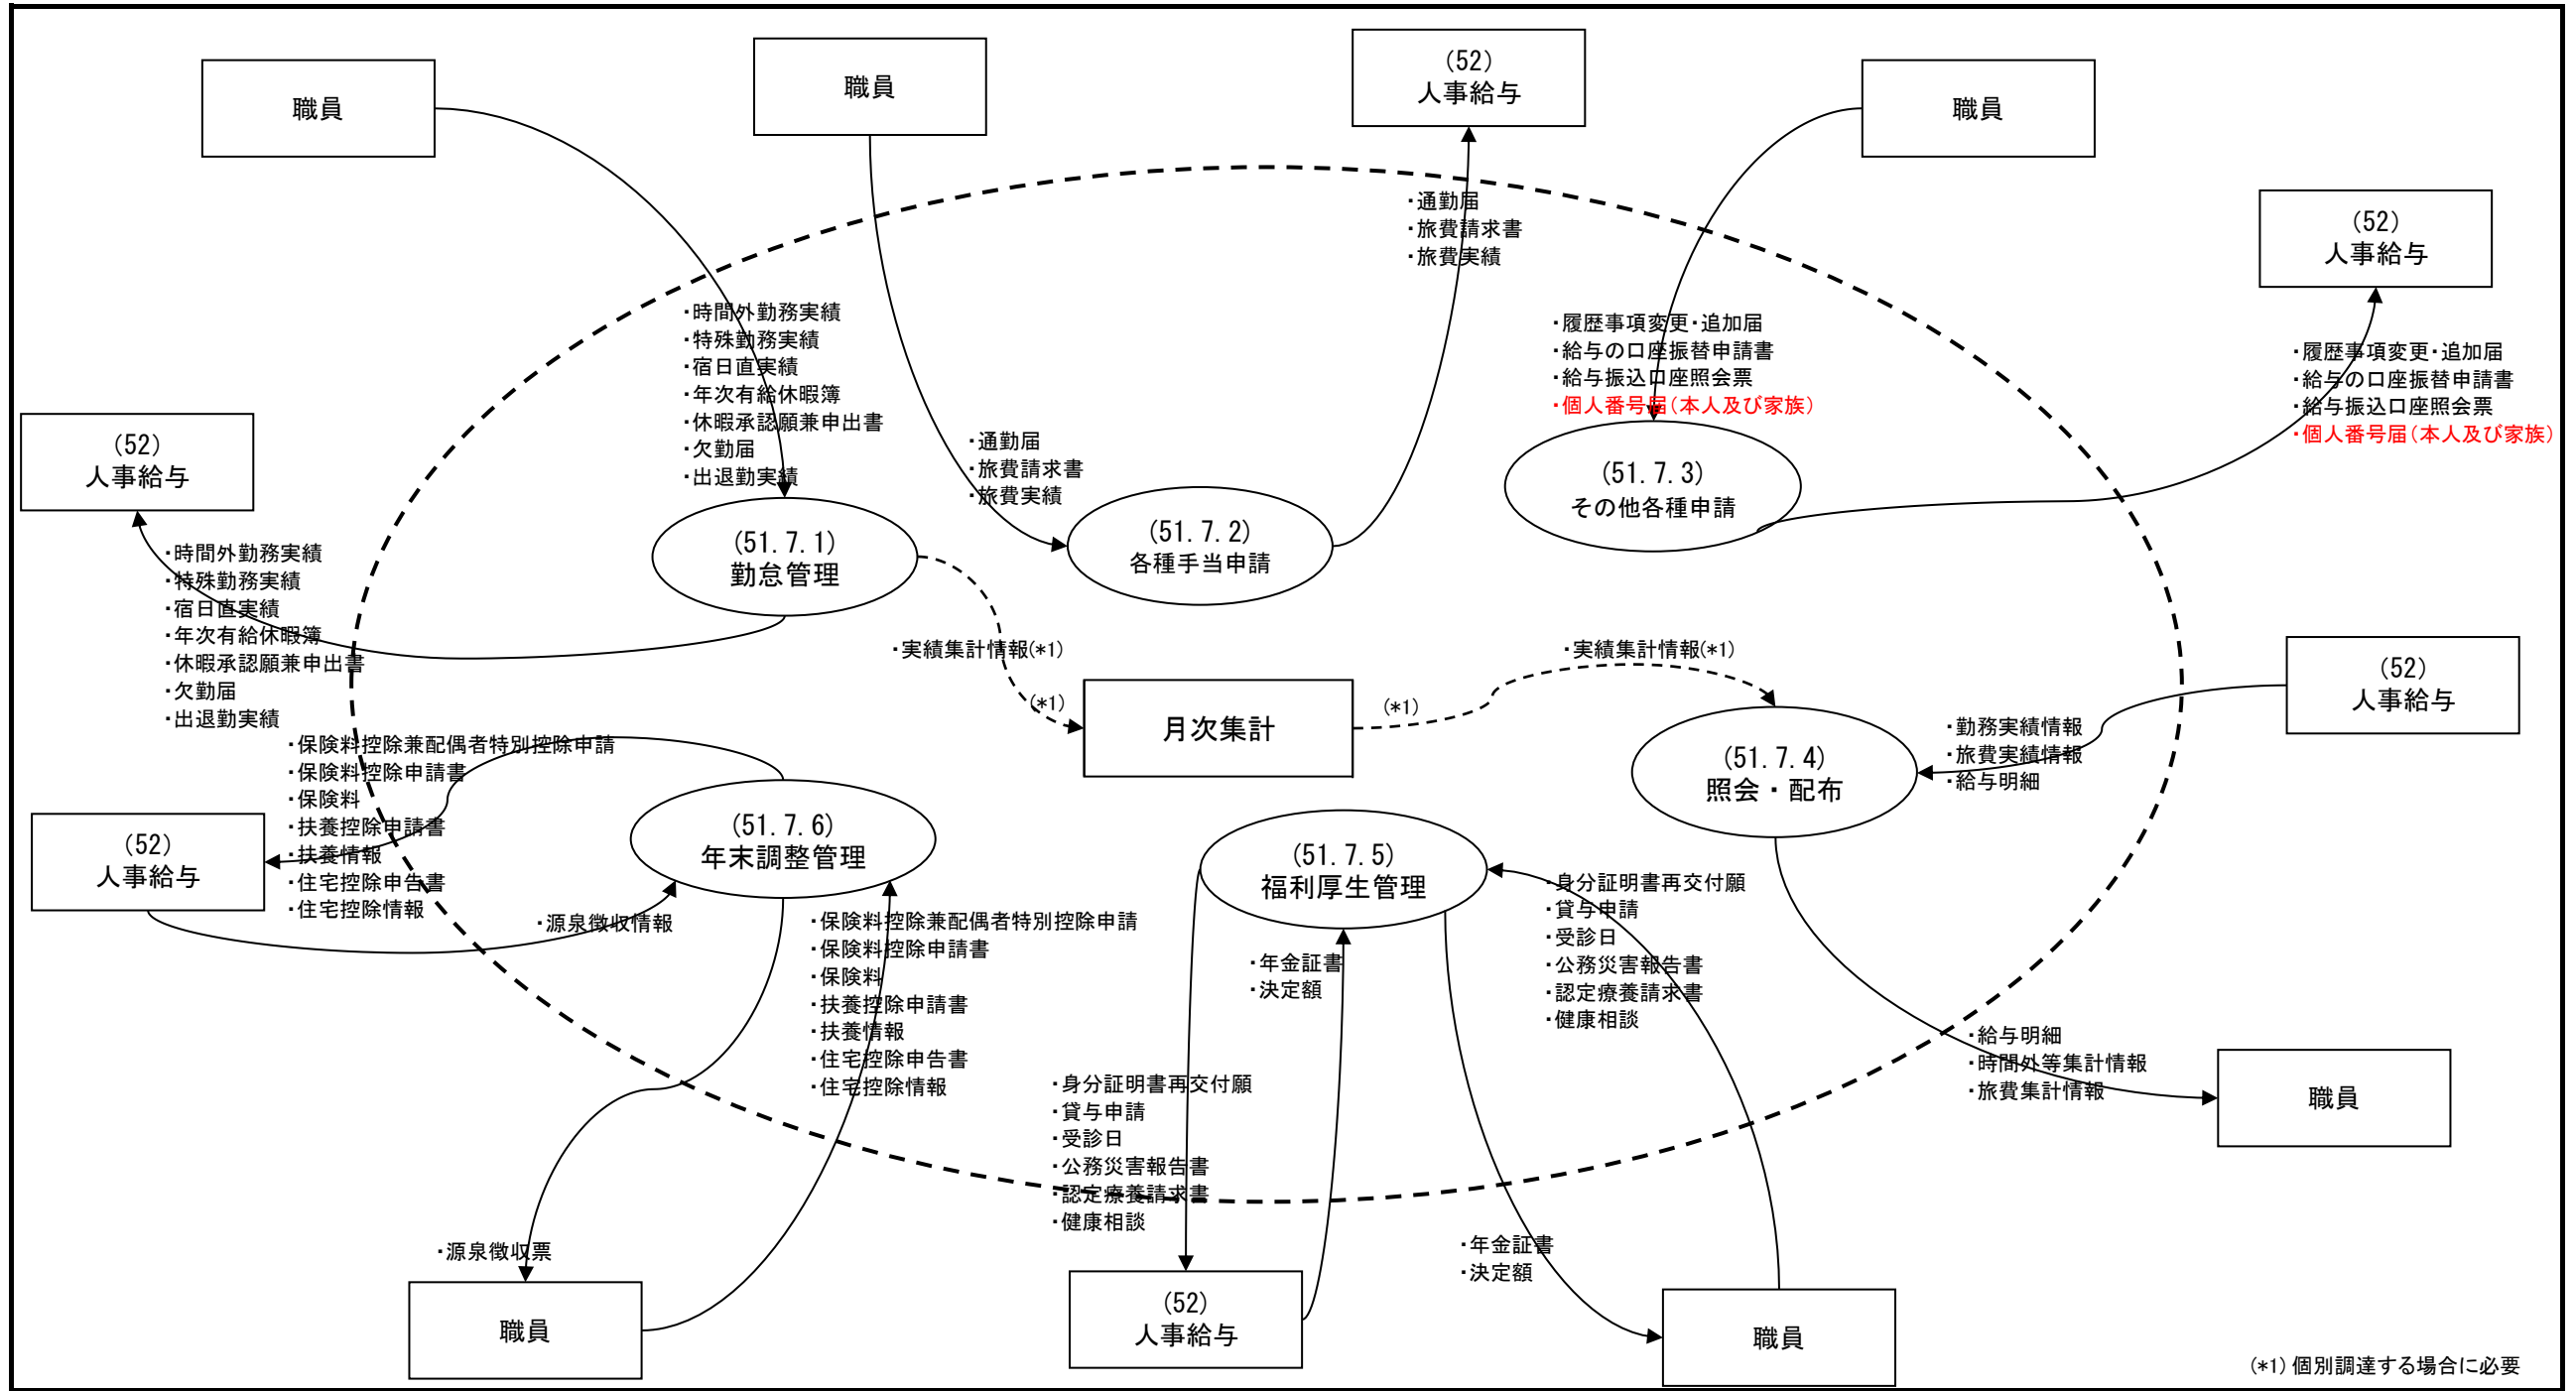 職員
職員
(52)
人事給与
職員
(52)
人事給与
・通勤届
・旅費請求書
・旅費実績
・時間外勤務実績
・特殊勤務実績
・宿日直実績
・年次有給休暇簿
・休暇承認願兼申出書
・欠勤届
・出退勤実績
・履歴事項変更・追加届
・給与の口座振替申請書
・給与振込口座照会票
・個人番号届(本人及び家族)
・履歴事項変更・追加届
・給与の口座振替申請書
・給与振込口座照会票
・個人番号届(本人及び家族)
(52)
人事給与
・通勤届
・旅費請求書
・旅費実績
(51.7.1)
勤怠管理
(51.7.2)
各種手当申請
(51.7.3)
その他各種申請
・時間外勤務実績
・特殊勤務実績
・宿日直実績
・年次有給休暇簿
・休暇承認願兼申出書
・欠勤届
・出退勤実績
・実績集計情報(*1)
(*1)
月次集計
(*1)
・実績集計情報(*1)
(52)
人事給与
・勤務実績情報
・旅費実績情報
・給与明細
(51.7.4)
照会・配布
・保険料控除兼配偶者特別控除申請
・保険料控除申請書
・保険料
・扶養控除申請書
・扶養情報
・住宅控除申告書
・住宅控除情報
(52)
人事給与
(51.7.6)
年末調整管理
(51.7.5)
福利厚生管理
・源泉徴収情報
・保険料控除兼配偶者特別控除申請
・保険料控除申請書
・保険料
・扶養控除申請書
・扶養情報
・住宅控除申告書
・住宅控除情報
・年金証書
・決定額
・身分証明書再交付願
・貸与申請
・受診日
・公務災害報告書
・認定療養請求書
・健康相談
・給与明細
・時間外等集計情報
・旅費集計情報
職員
・身分証明書再交付願
・貸与申請
・受診日
・公務災害報告書
・認定療養請求書
・健康相談
・源泉徴収票
・年金証書
・決定額
職員
(52)
人事給与
職員
(*1)個別調達する場合に必要